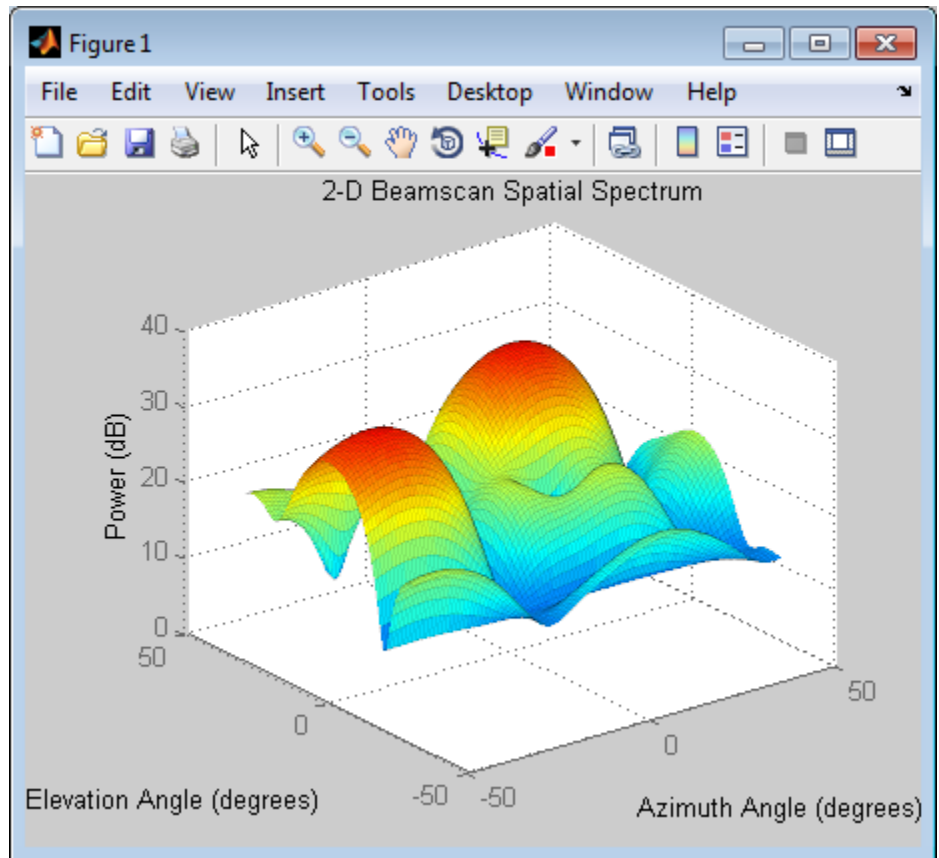 Figure 1
File Edit View Insert Tools Desktop Window Help
2-D Beamscan Spatial Spectrum
40
30
20
10
0
Power (dB)
50
0
-50
Elevation Angle (degrees)
-50
0
50
Azimuth Angle (degrees)